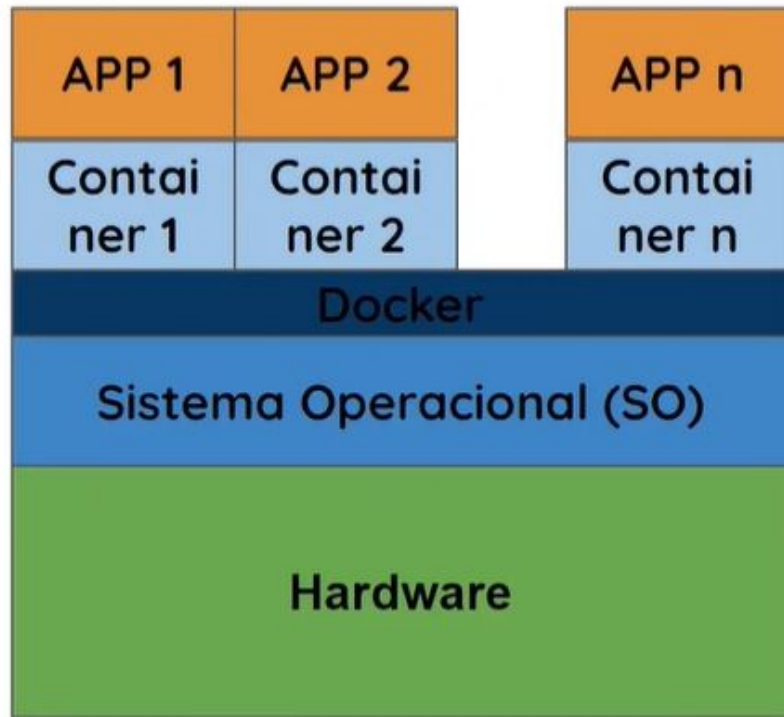 APP 1
APP 2
APP n
Contai
ner 1
Contai
ner 2
Contai
ner n
Docker
Sistema Operacional (SO)
Hardware